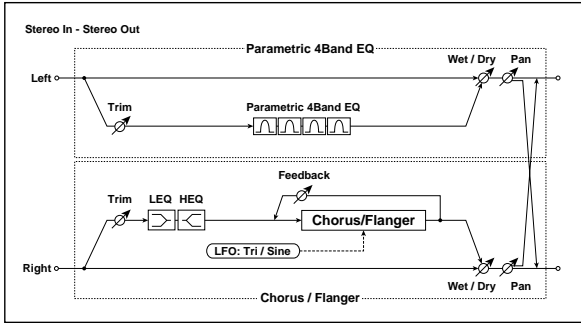 Stereo In - Stereo Out
Parametric 4Band EQ
Wet / Dry Pan
Left
Trim
Parametric 4Band EQ
Feedback
Trim
LEQ HEQ
Chorus/Flanger
LFO: Tri / Sine
Right
Wet / Dry Pan
Chorus / Flanger